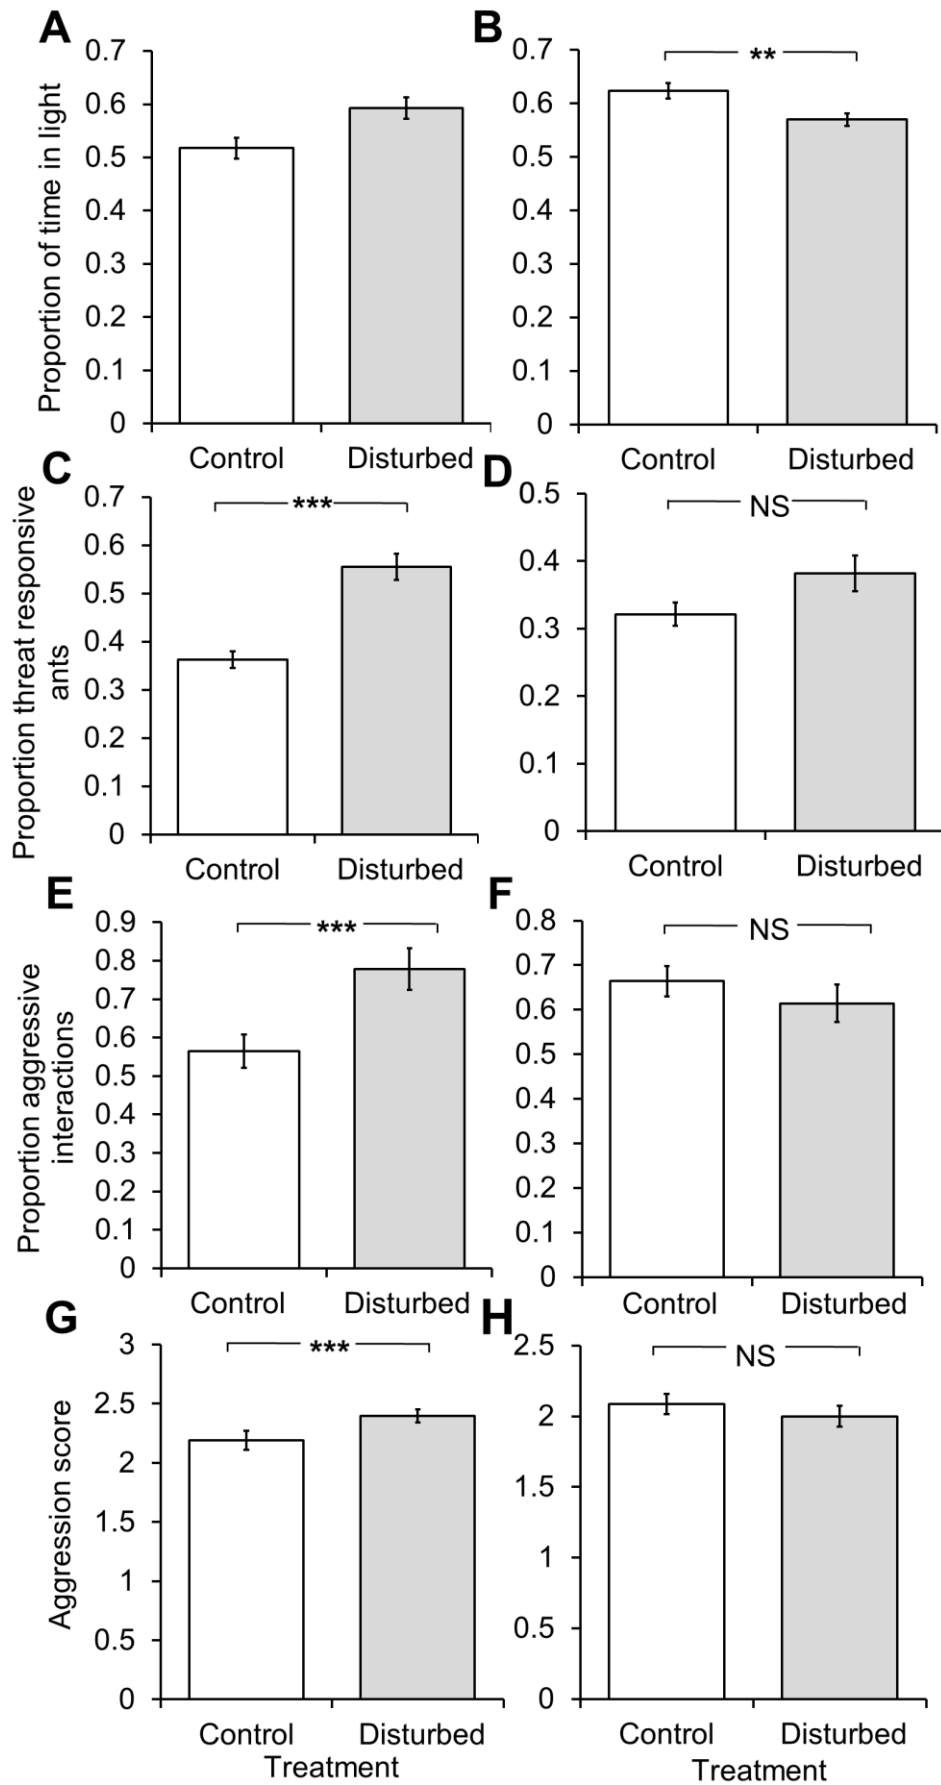 A
Proportion of time in light
0.7
0.6
0.5
0.4
0.3
0.2
0.1
0
Control Disturbed
B
**
0.7
0.6
0.5
0.4
0.3
0.2
0.1
0
Control Disturbed
C
Proportion threat responsive
ants
***
0.7
0.6
0.5
0.4
0.3
0.2
0.1
0
Control Disturbed
D
NS
0.5
0.4
0.3
0.2
0.1
0
Control Disturbed
E
Proportion aggressive
interactions
***
0.9
0.8
0.7
0.6
0.5
0.4
0.3
0.2
0.1
0
Control Disturbed
F
NS
0.8
0.7
0.6
0.5
0.4
0.3
0.2
0.1
0
Control Disturbed
G
Aggression score
***
3
2.5
2
1.5
1
0.5
0
Control Disturbed
Treatment
H
NS
2.5
2
1.5
1
0.5
0
Control Disturbed
Treatment